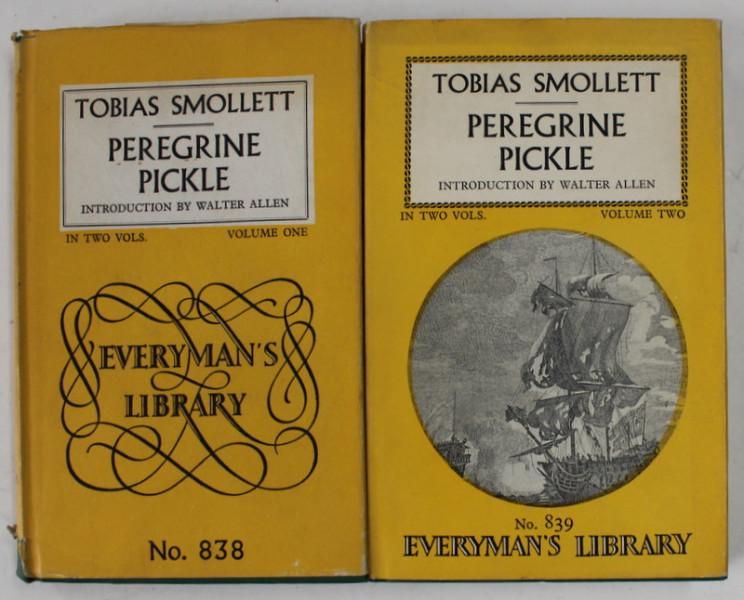 TOBIAS SMOLLETT
PEREGRINE
PICKLE
INTRODUCTION BY WALTER ALLEN
IN TWO VOLS. VOLUME ONE
EVERYMAN'S
LIBRARY
No. 838
TOBIAS SMOLLETT
PEREGRINE
PICKLE
INTRODUCTION BY WALTER ALLEN
IN TWO VOLS. VOLUME TWO
No. 839
EVERYMAN'S LIBRARY